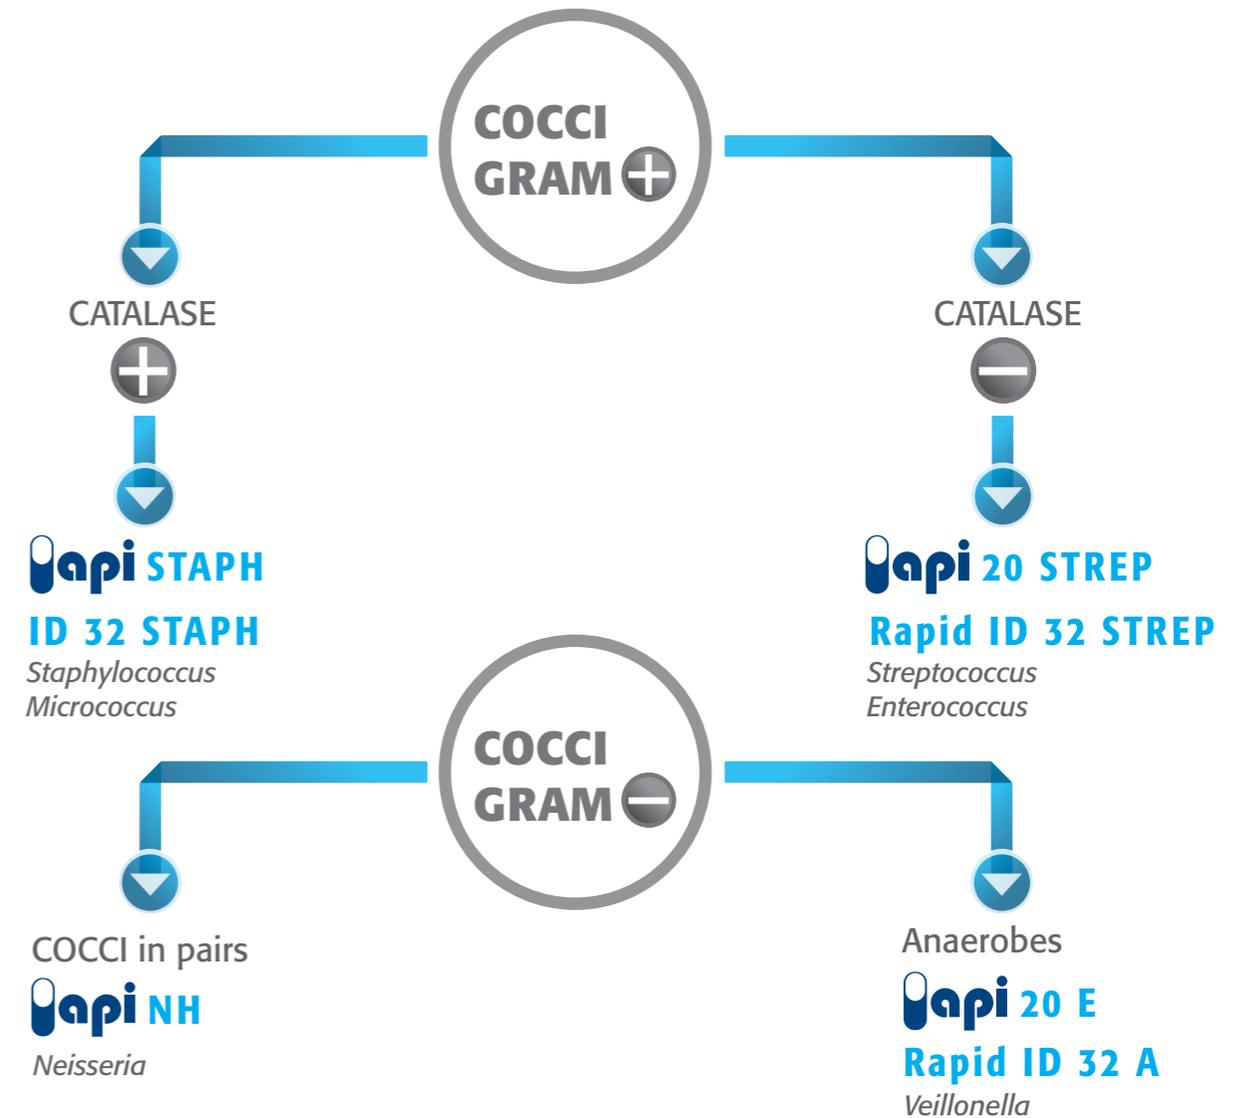 COCCI
GRAM +
CATALASE
+
CATALASE
−
api STAPH
ID 32 STAPH
Staphylococcus
Micrococcus
api 20 STREP
Rapid ID 32 STREP
Streptococcus
Enterococcus
COCCI
GRAM −
COCCI in pairs
api NH
Neisseria
Anaerobes
api 20 E
Rapid ID 32 A
Veillonella